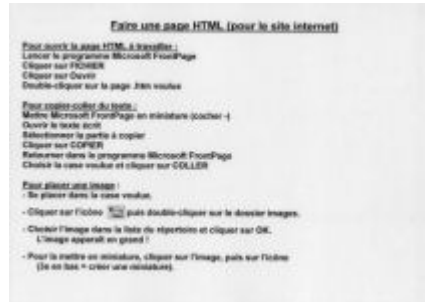 Faire une page HTML (pour le site internet)
Pour ouvrir la page HTML à travailler :
Lancer le programme Microsoft FrontPage
Cliquer sur FICHIER
Cliquer sur Ouvrir
Double-cliquer sur la page .htm voulue
Pour copier-coller du texte :
Mettre Microsoft FrontPage en miniature (cocher -)
Ouvrir le texte écrit
Sélectionner la partie à copier
Cliquer sur COPIER
Retourner dans le programme Microsoft FrontPage
Choisir la case voulue et cliquer sur COLLER
Pour placer une image :
- Se placer dans la case voulue.
- Cliquer sur l'icône puis double-cliquer sur le dossier images.
- Choisir l'image dans la liste du répertoire et cliquer sur OK.
L'image apparaît en grand !
- Pour la mettre en miniature, cliquer sur l'image, puis sur l'icône
(3e en bas = créer une miniature).